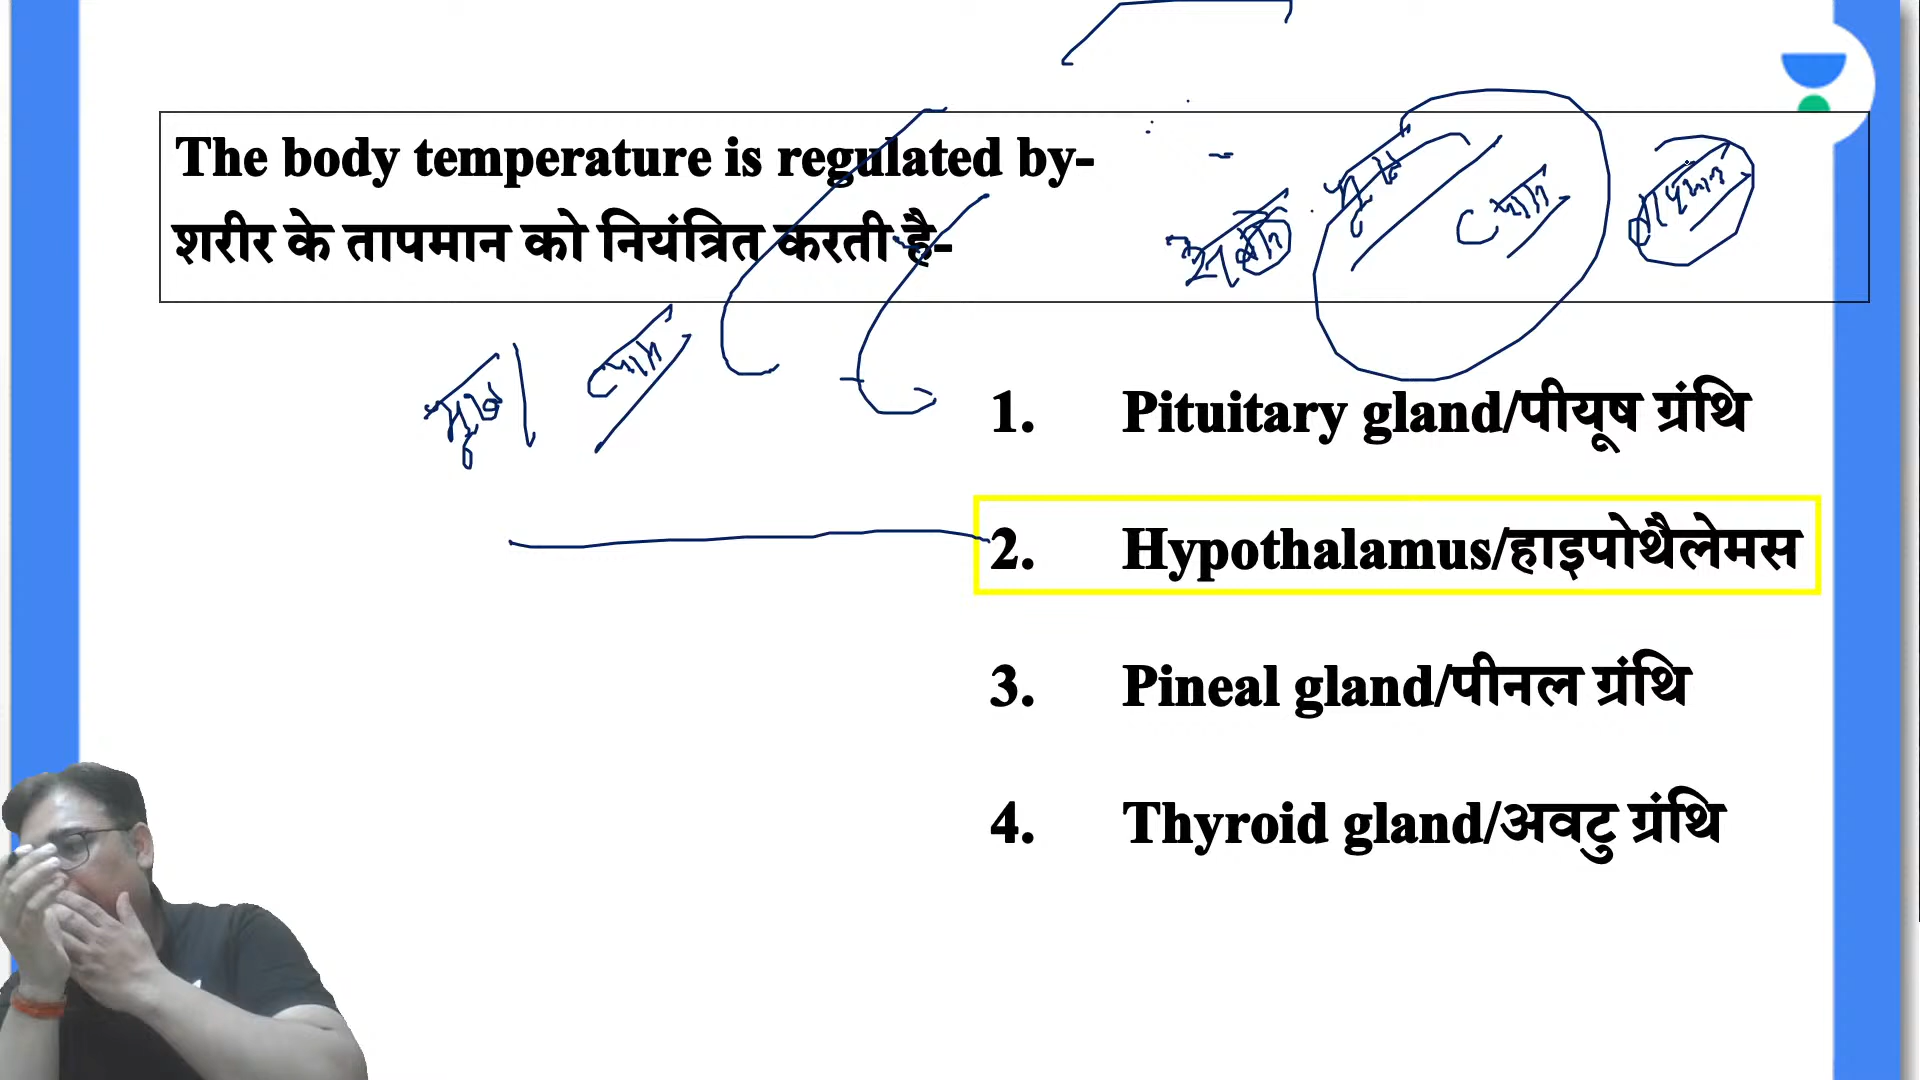 The body temperature is regulated by-
शरीर के तापमान को नियंत्रित करती है-
भूख प्यास तापमान
भूख प्यास
1. Pituitary gland/पीयूष ग्रंथि
2. Hypothalamus/हाइपोथैलेमस
3. Pineal gland/पीनल ग्रंथि
4. Thyroid gland/अवटु ग्रंथि